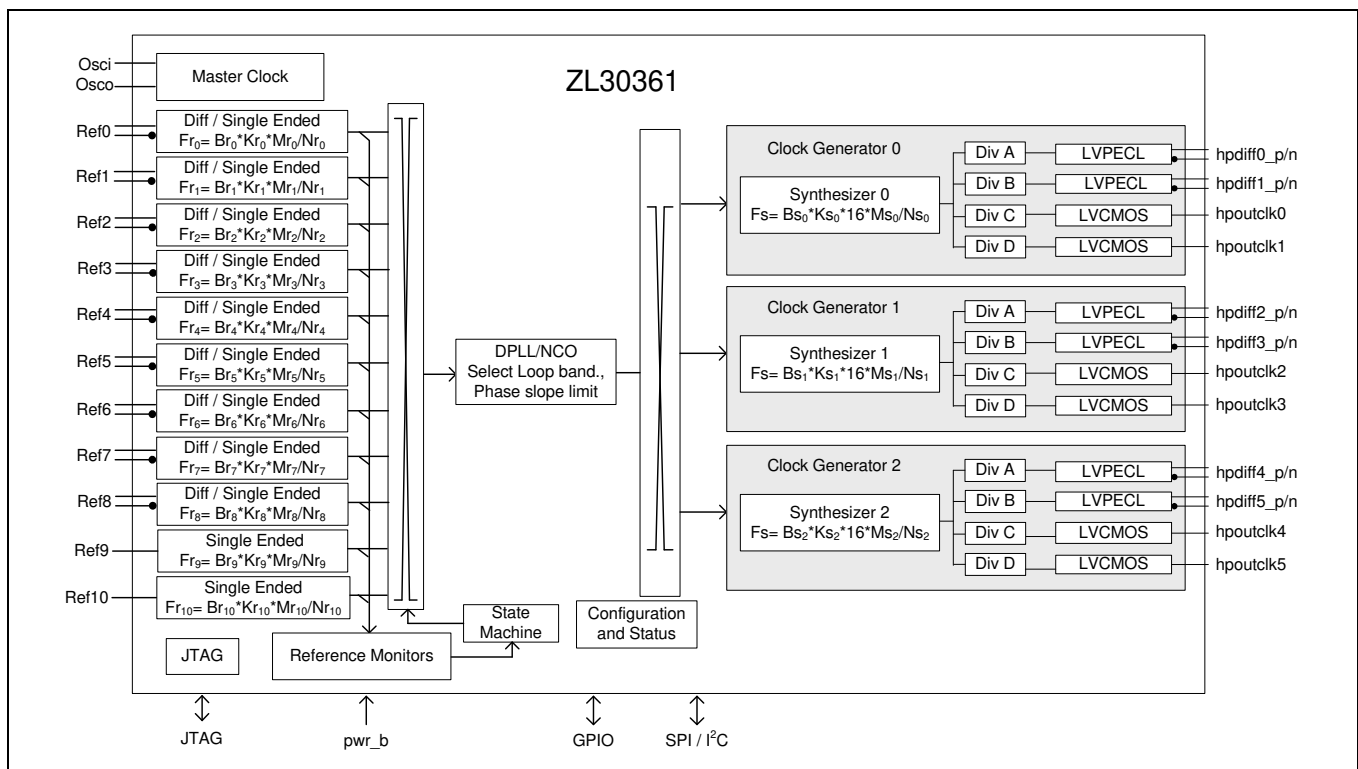 ZL30361
Osci
Osco
Master Clock
Ref0
Diff / Single Ended
Fr₀= Br₀*Kr₀*Mr₀/Nr₀
Ref1
Diff / Single Ended
Fr₁= Br₁*Kr₁*Mr₁/Nr₁
Ref2
Diff / Single Ended
Fr₂= Br₂*Kr₂*Mr₂/Nr₂
Ref3
Diff / Single Ended
Fr₃= Br₃*Kr₃*Mr₃/Nr₃
Ref4
Diff / Single Ended
Fr₄= Br₄*Kr₄*Mr₄/Nr₄
Ref5
Diff / Single Ended
Fr₅= Br₅*Kr₅*Mr₅/Nr₅
Ref6
Diff / Single Ended
Fr₆= Br₆*Kr₆*Mr₆/Nr₆
Ref7
Diff / Single Ended
Fr₇= Br₇*Kr₇*Mr₇/Nr₇
Ref8
Diff / Single Ended
Fr₈= Br₈*Kr₈*Mr₈/Nr₈
Ref9
Single Ended
Fr₉= Br₉*Kr₉*Mr₉/Nr₉
Ref10
Single Ended
Fr₁₀= Br₁₀*Kr₁₀*Mr₁₀/Nr₁₀
JTAG
Reference Monitors
State
Machine
DPLL/NCO
Select Loop band.,
Phase slope limit
Configuration
and Status
Clock Generator 0
Synthesizer 0
Fs= Bs₀*Ks₀*16*Ms₀/Ns₀
Div A
LVPECL
hpdiff0_p/n
Div B
LVPECL
hpdiff1_p/n
Div C
LVCMOS
hpoutclk0
Div D
LVCMOS
hpoutclk1
Clock Generator 1
Synthesizer 1
Fs= Bs₁*Ks₁*16*Ms₁/Ns₁
Div A
LVPECL
hpdiff2_p/n
Div B
LVPECL
hpdiff3_p/n
Div C
LVCMOS
hpoutclk2
Div D
LVCMOS
hpoutclk3
Clock Generator 2
Synthesizer 2
Fs= Bs₂*Ks₂*16*Ms₂/Ns₂
Div A
LVPECL
hpdiff4_p/n
Div B
LVPECL
hpdiff5_p/n
Div C
LVCMOS
hpoutclk4
Div D
LVCMOS
hpoutclk5
JTAG
pwr_b
GPIO
SPI / I²C